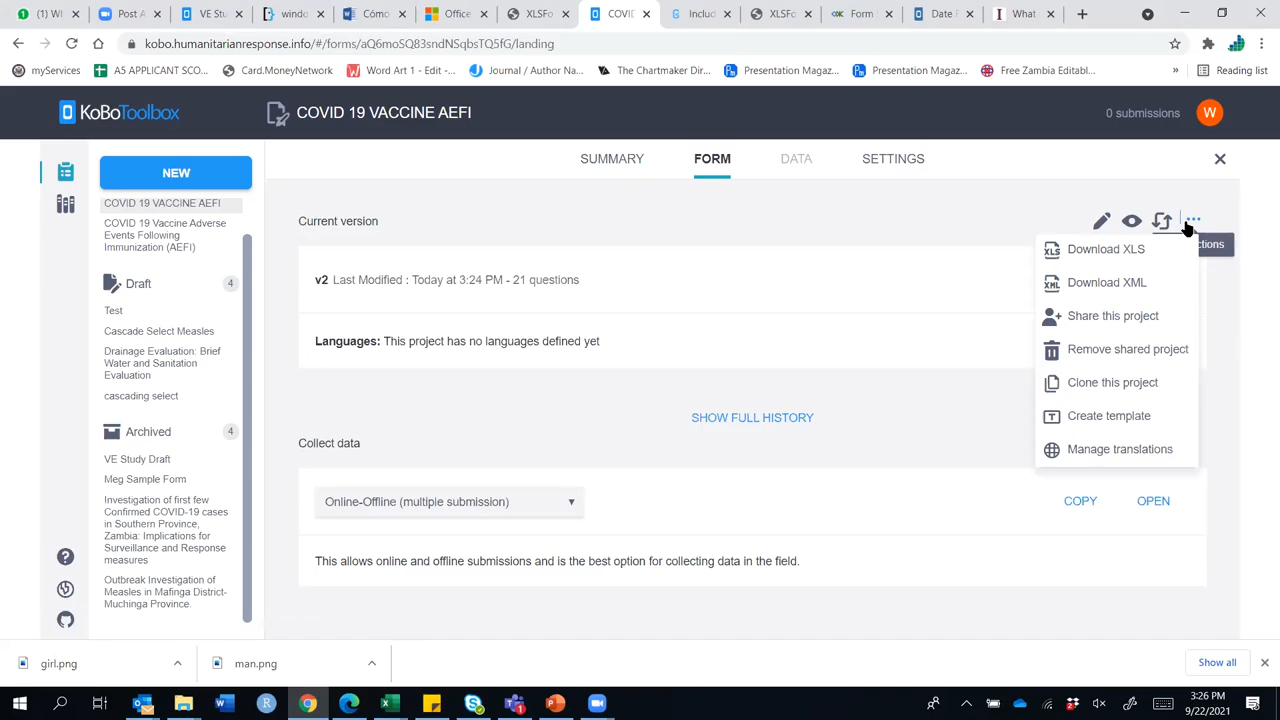 (1) WI
Post A
VE Stu
windo
Cómo
Office
XLSFo
COVID
Includ
XLSFo
Form
Date F
What
kobo.humanitarianresponse.info/#/forms/aQ6moSQ83sndNSqbsTQ5fG/landing
myServices
A5 APPLICANT SCO...
Card.MoneyNetwork
Word Art 1 - Edit -...
Journal / Author Na...
The Chartmaker Dir...
Presentation Magaz...
Presentation Magaz...
Free Zambia Editabl...
»
Reading list
KoBoToolbox
COVID 19 VACCINE AEFI
0 submissions
W
NEW
SUMMARY
FORM
DATA
SETTINGS
COVID 19 VACCINE AEFI
COVID 19 Vaccine Adverse
Events Following
Immunization (AEFI)
Draft
4
Test
Cascade Select Measles
Drainage Evaluation: Brief
Water and Sanitation
Evaluation
cascading select
Archived
4
VE Study Draft
Meg Sample Form
Investigation of first few
Confirmed COVID-19 cases
in Southern Province,
Zambia: Implications for
Surveillance and Response
measures
Outbreak Investigation of
Measles in Mafinga District-
Muchinga Province.
Current version
v2 Last Modified : Today at 3:24 PM - 21 questions
Languages: This project has no languages defined yet
SHOW FULL HISTORY
Collect data
Online-Offline (multiple submission)
COPY
OPEN
This allows online and offline submissions and is the best option for collecting data in the field.
ctions
XLS Download XLS
XML Download XML
Share this project
Remove shared project
Clone this project
T Create template
Manage translations
girl.png
man.png
Show all
3:26 PM
9/22/2021